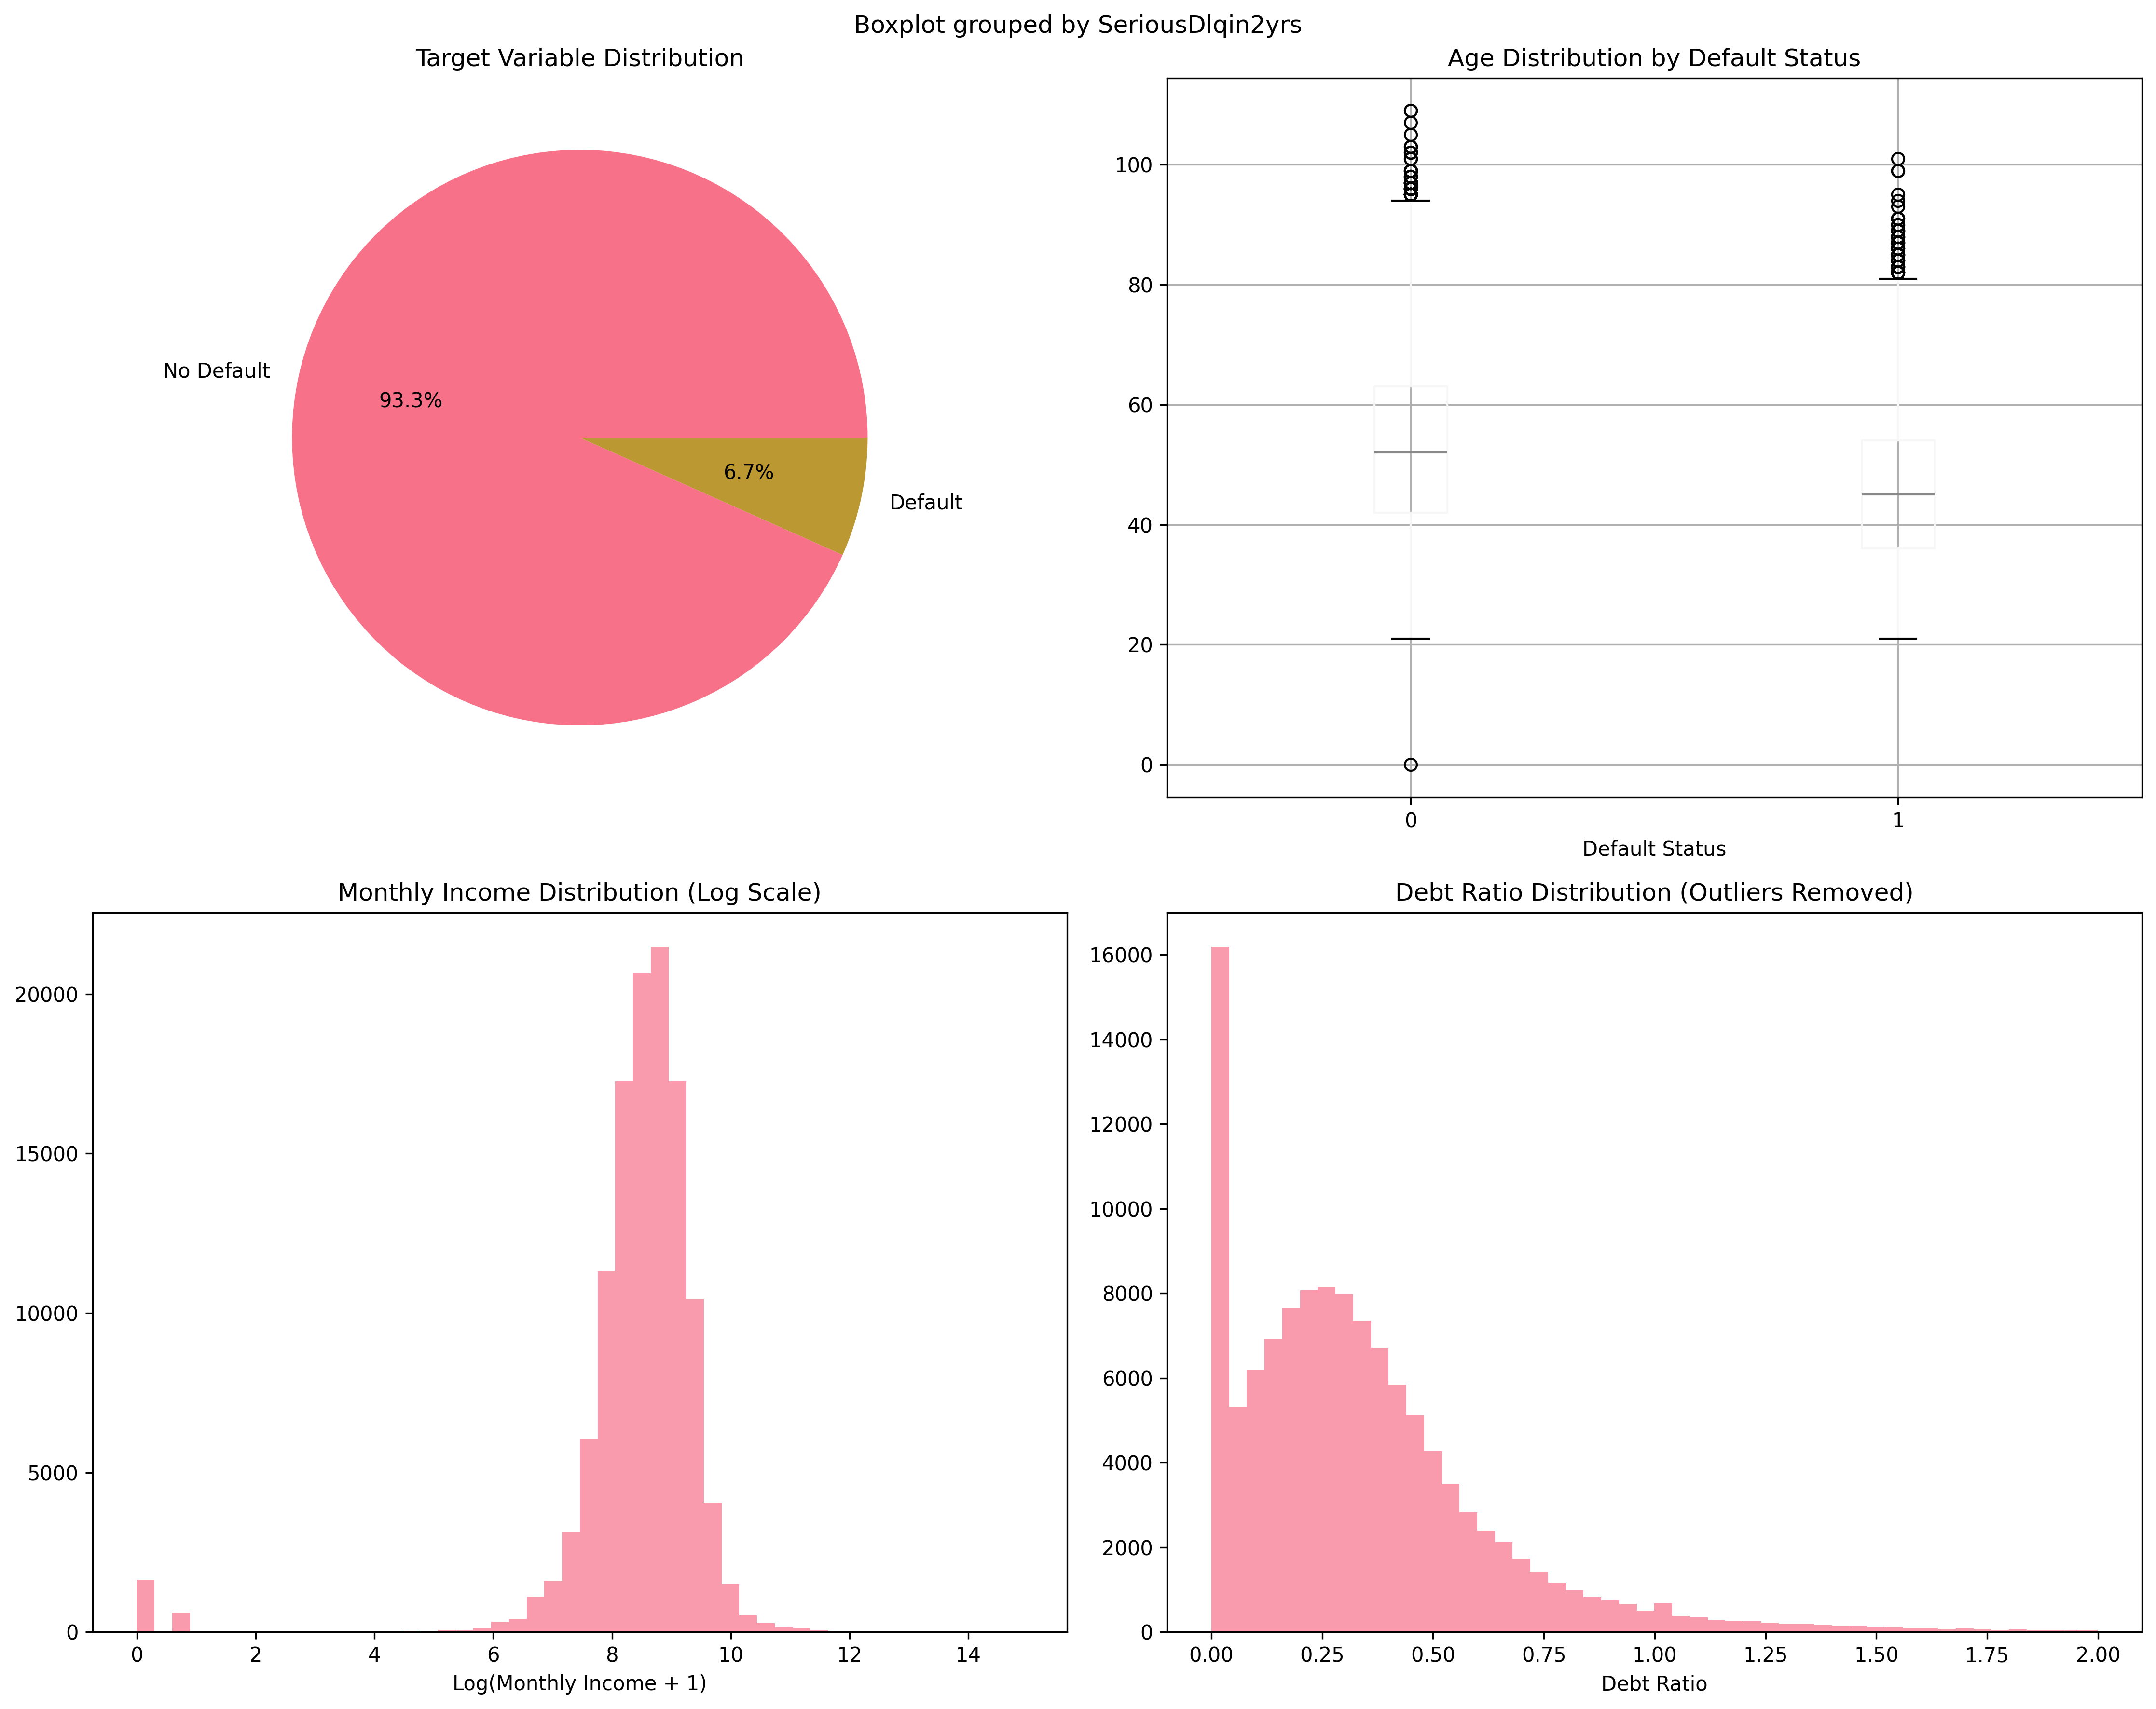 Boxplot grouped by SeriousDlqin2yrs
Target Variable Distribution
No Default
93.3%
6.7%
Default
Age Distribution by Default Status
100
80
60
40
20
0
0 1
Default Status
Monthly Income Distribution (Log Scale)
20000
15000
10000
5000
0
0 2 4 6 8 10 12 14
Log(Monthly Income + 1)
Debt Ratio Distribution (Outliers Removed)
16000
14000
12000
10000
8000
6000
4000
2000
0
0.00 0.25 0.50 0.75 1.00 1.25 1.50 1.75 2.00
Debt Ratio